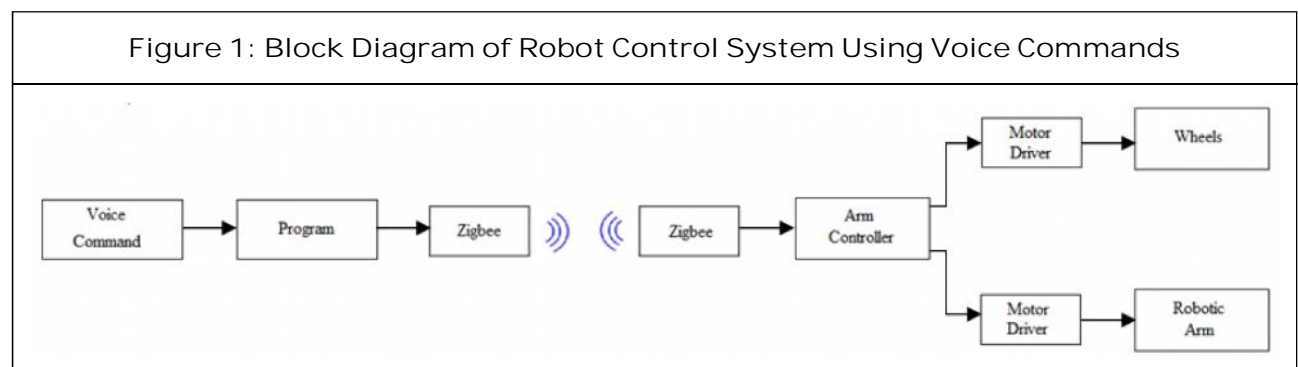 Figure 1: Block Diagram of Robot Control System Using Voice Commands
Voice
Command
Program
Zigbee
Zigbee
Arm
Controller
Motor
Driver
Wheels
Motor
Driver
Robotic
Arm